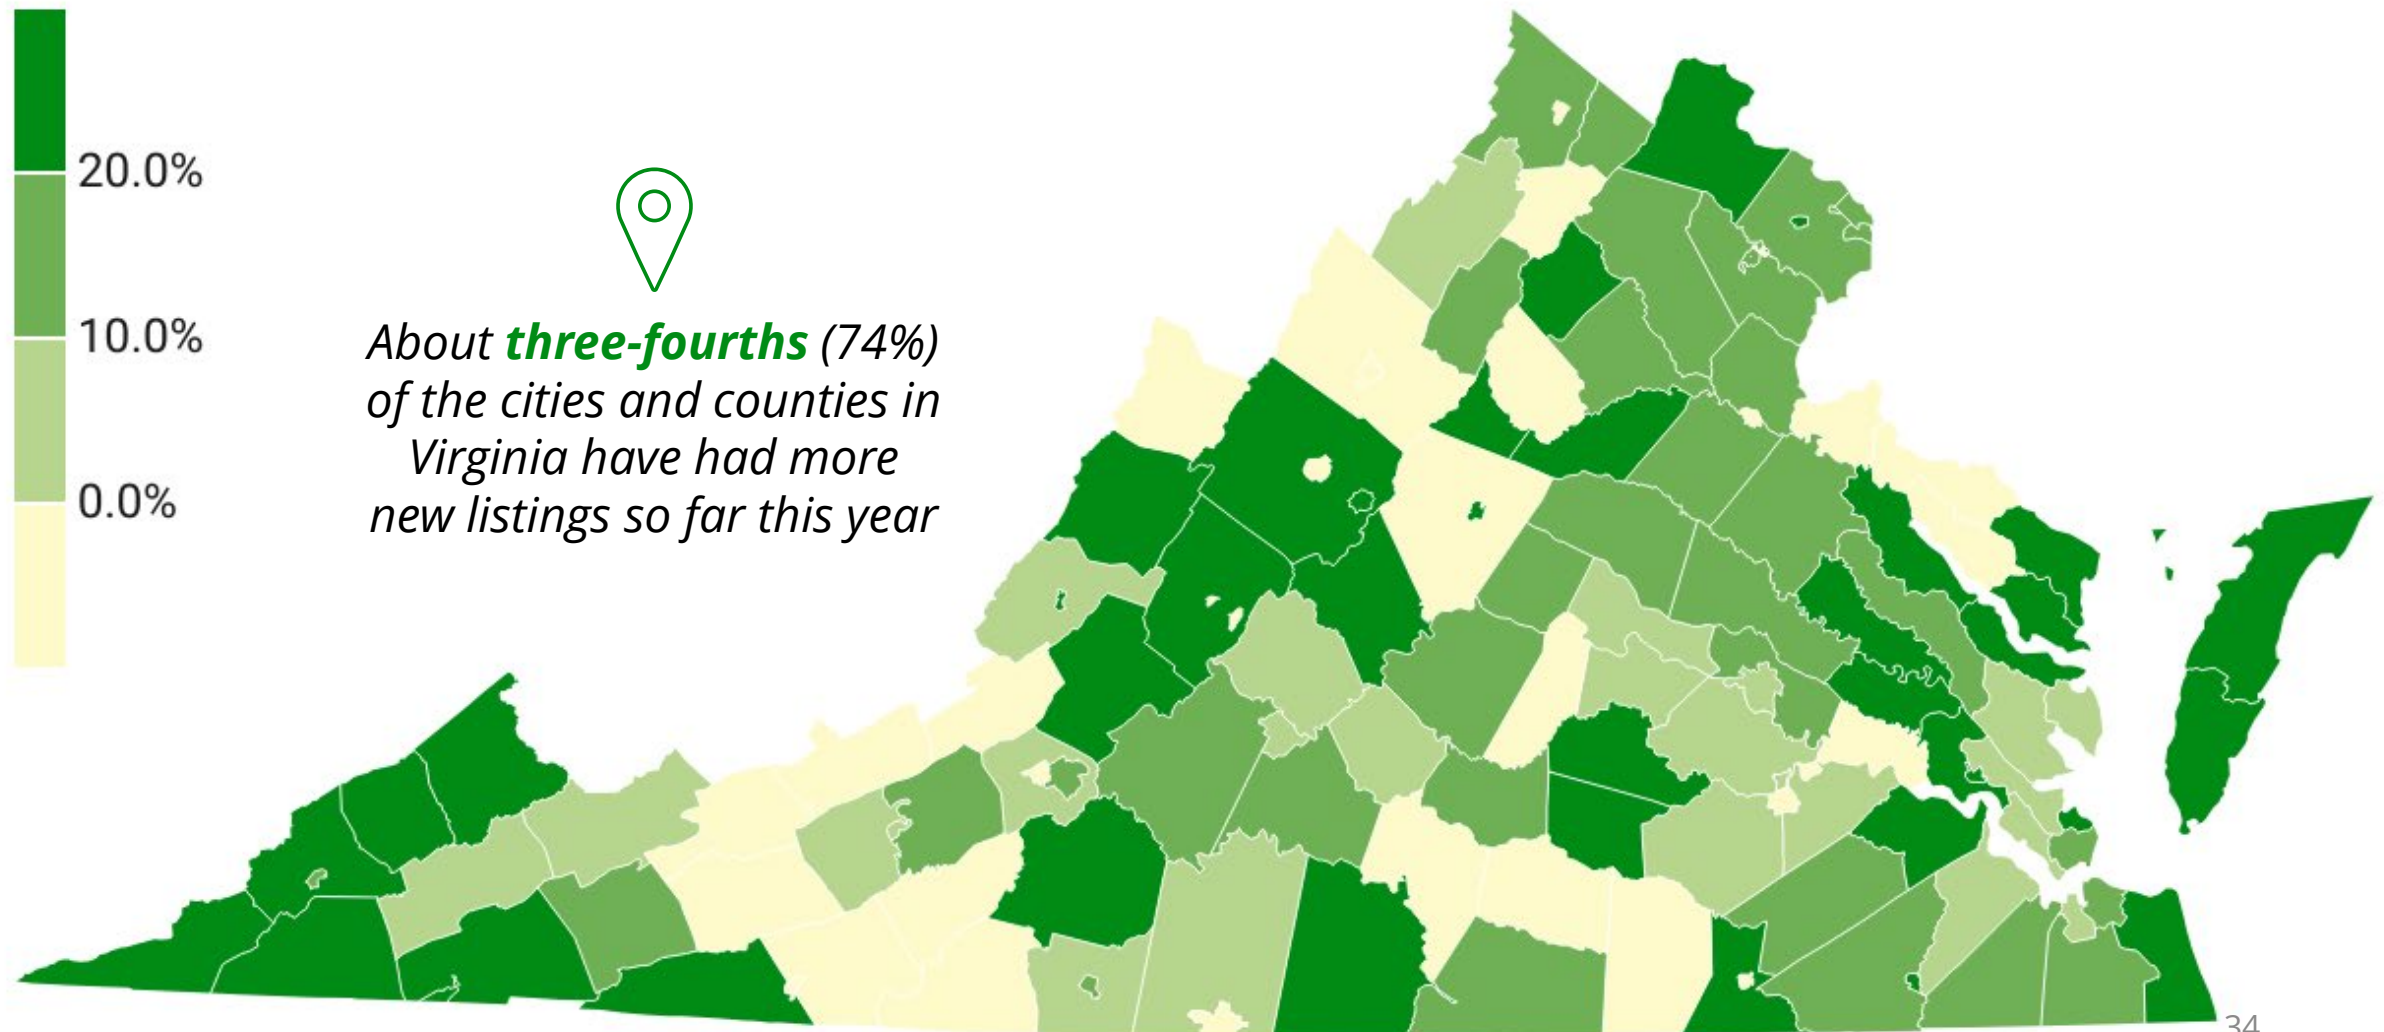 20.0%
10.0%
0.0%
About three-fourths (74%)
of the cities and counties in
Virginia have had more
new listings so far this year
34